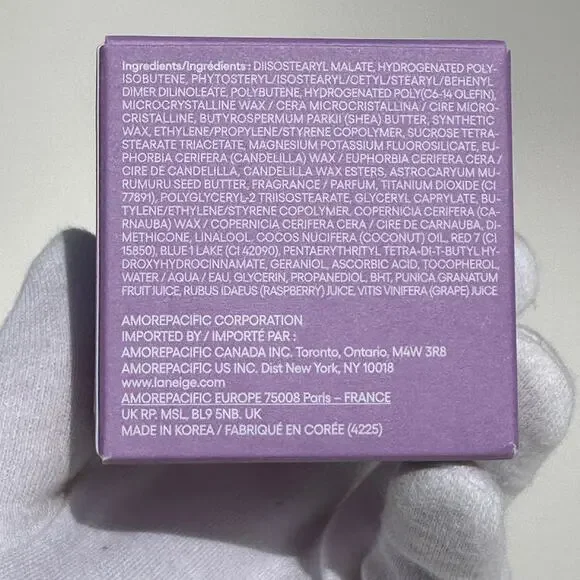 Ingredients/Ingrédients : DIISOSTEARYL MALATE, HYDROGENATED POLY-
ISOBUTENE, PHYTOSTERYL/ISOSTEARYL/CETYL/STEARYL/BEHENYL
DIMER DILINOLEATE, POLYBUTENE, HYDROGENATED POLY(C6-14 OLEFIN),
MICROCRYSTALLINE WAX / CERA MICROCRISTALLINA / CIRE MICRO-
CRISTALLINE, BUTYROSPERMUM PARKII (SHEA) BUTTER, SYNTHETIC
WAX, ETHYLENE/PROPYLENE/STYRENE COPOLYMER, SUCROSE TETRA-
STEARATE TRIACETATE, MAGNESIUM POTASSIUM FLUOROSILICATE, EU-
PHORBIA CERIFERA (CANDELILLA) WAX / EUPHORBIA CERIFERA CERA /
CIRE DE CANDELILLA, CANDELILLA WAX ESTERS, ASTROCARYUM MU-
RUMURU SEED BUTTER, FRAGRANCE / PARFUM, TITANIUM DIOXIDE (CI
77891), POLYGLYCERYL-2 TRIISOSTEARATE, GLYCERYL CAPRYLATE, BU-
TYLENE/ETHYLENE/STYRENE COPOLYMER, COPERNICIA CERIFERA (CAR-
NAUBA) WAX / COPERNICIA CERIFERA CERA / CIRE DE CARNAUBA, DI-
METHICONE, LINALOOL, COCOS NUCIFERA (COCONUT) OIL, RED 7 (CI
15850), BLUE 1 LAKE (CI 42090), PENTAERYTHRITYL TETRA-DI-T-BUTYL HY-
DROXYHYDROCINNAMATE, GERANIOL, ASCORBIC ACID, TOCOPHEROL,
WATER / AQUA / EAU, GLYCERIN, PROPANEDIOL, BHT, PUNICA GRANATUM
FRUIT JUICE, RUBUS IDAEUS (RASPBERRY) JUICE, VITIS VINIFERA (GRAPE) JUICE
AMOREPACIFIC CORPORATION
IMPORTED BY / IMPORTÉ PAR :
AMOREPACIFIC CANADA INC. Toronto, Ontario, M4W 3R8
AMOREPACIFIC US INC. Dist New York, NY 10018
www.laneige.com
AMOREPACIFIC EUROPE 75008 Paris – FRANCE
UK RP. MSL, BL9 5NB. UK
MADE IN KOREA / FABRIQUÉ EN CORÉE (4225)